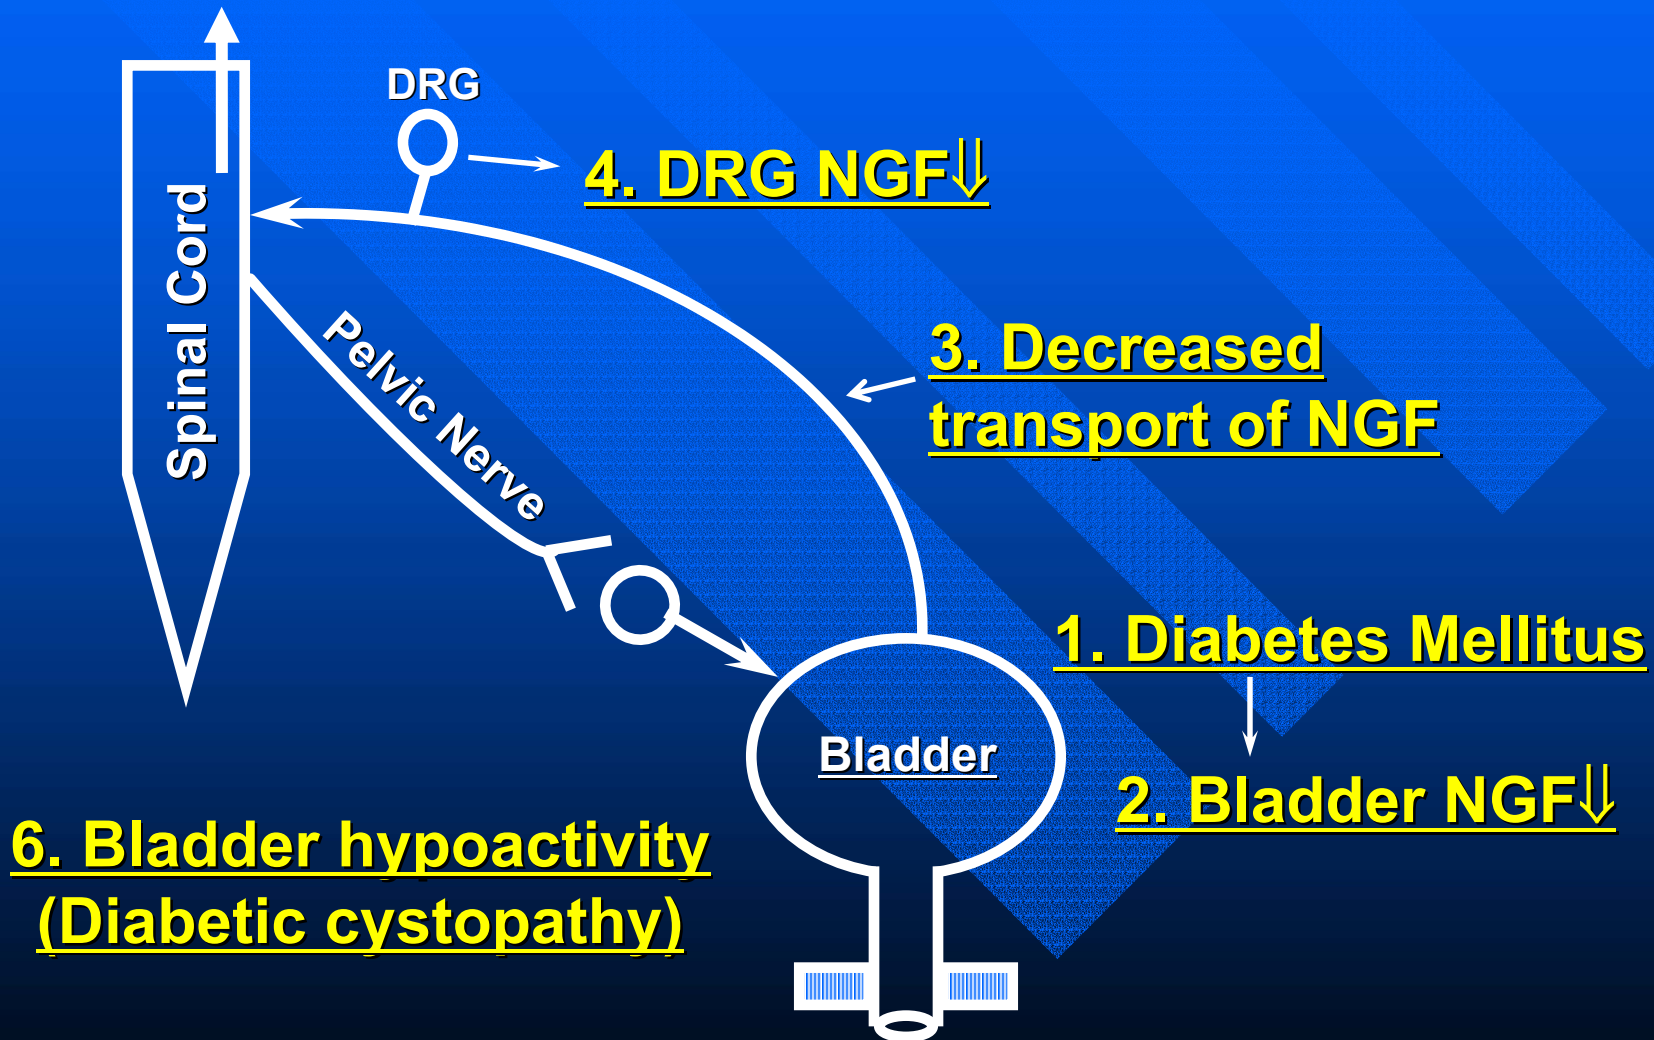 DRG
4. DRG NGF⇓
Spinal Cord
Pelvic Nerve
3. Decreased
transport of NGF
1. Diabetes Mellitus
Bladder
2. Bladder NGF⇓
6. Bladder hypoactivity
(Diabetic cystopathy)